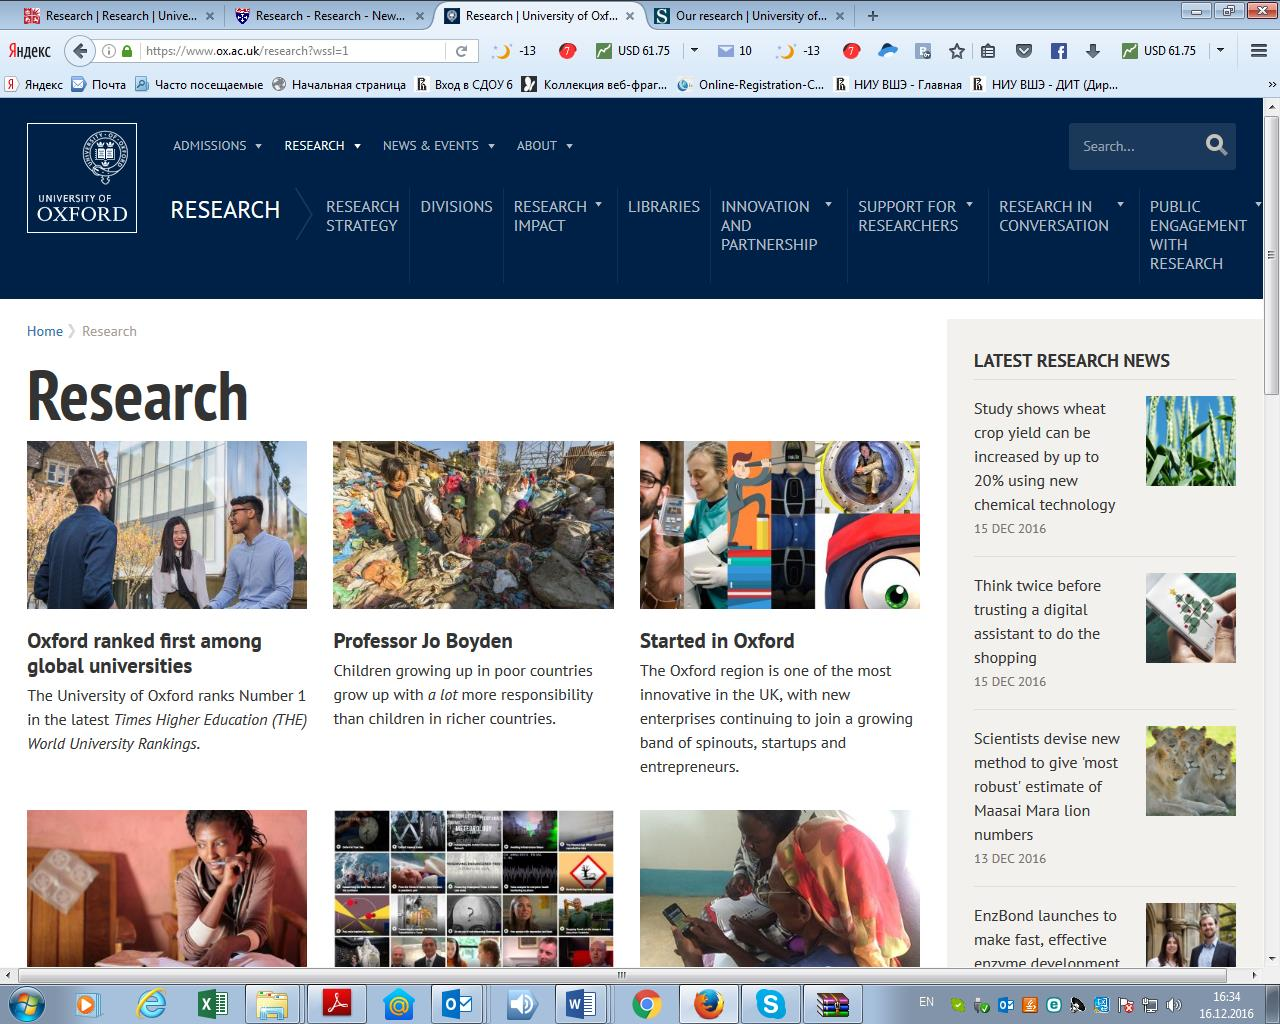 Research | Research | Unive...
Research - Research - New...
Research | University of Oxf...
Our research | University of...
Яндекс
https://www.ox.ac.uk/research?wssl=1
-13
7
USD 61.75
10
-13
7
USD 61.75
Яндекс
Почта
Часто посещаемые
Начальная страница
Вход в СДОУ 6
Коллекция веб-фраг...
Online-Registration-C...
НИУ ВШЭ - Главная
НИУ ВШЭ - ДИТ (Дир...
UNIVERSITY OF
OXFORD
ADMISSIONS
RESEARCH
NEWS & EVENTS
ABOUT
Search...
RESEARCH
RESEARCH
STRATEGY
DIVISIONS
RESEARCH
IMPACT
LIBRARIES
INNOVATION
AND
PARTNERSHIP
SUPPORT FOR
RESEARCHERS
RESEARCH IN
CONVERSATION
PUBLIC
ENGAGEMENT
WITH
RESEARCH
Home
Research
Research
Oxford ranked first among
global universities
The University of Oxford ranks Number 1
in the latest Times Higher Education (THE)
World University Rankings.
Professor Jo Boyden
Children growing up in poor countries
grow up with a lot more responsibility
than children in richer countries.
Started in Oxford
The Oxford region is one of the most
innovative in the UK, with new
enterprises continuing to join a growing
band of spinouts, startups and
entrepreneurs.
LATEST RESEARCH NEWS
Study shows wheat
crop yield can be
increased by up to
20% using new
chemical technology
15 DEC 2016
Think twice before
trusting a digital
assistant to do the
shopping
15 DEC 2016
Scientists devise new
method to give 'most
robust' estimate of
Maasai Mara lion
numbers
13 DEC 2016
EnzBond launches to
make fast, effective
enzyme development
EN
16:34
16.12.2016